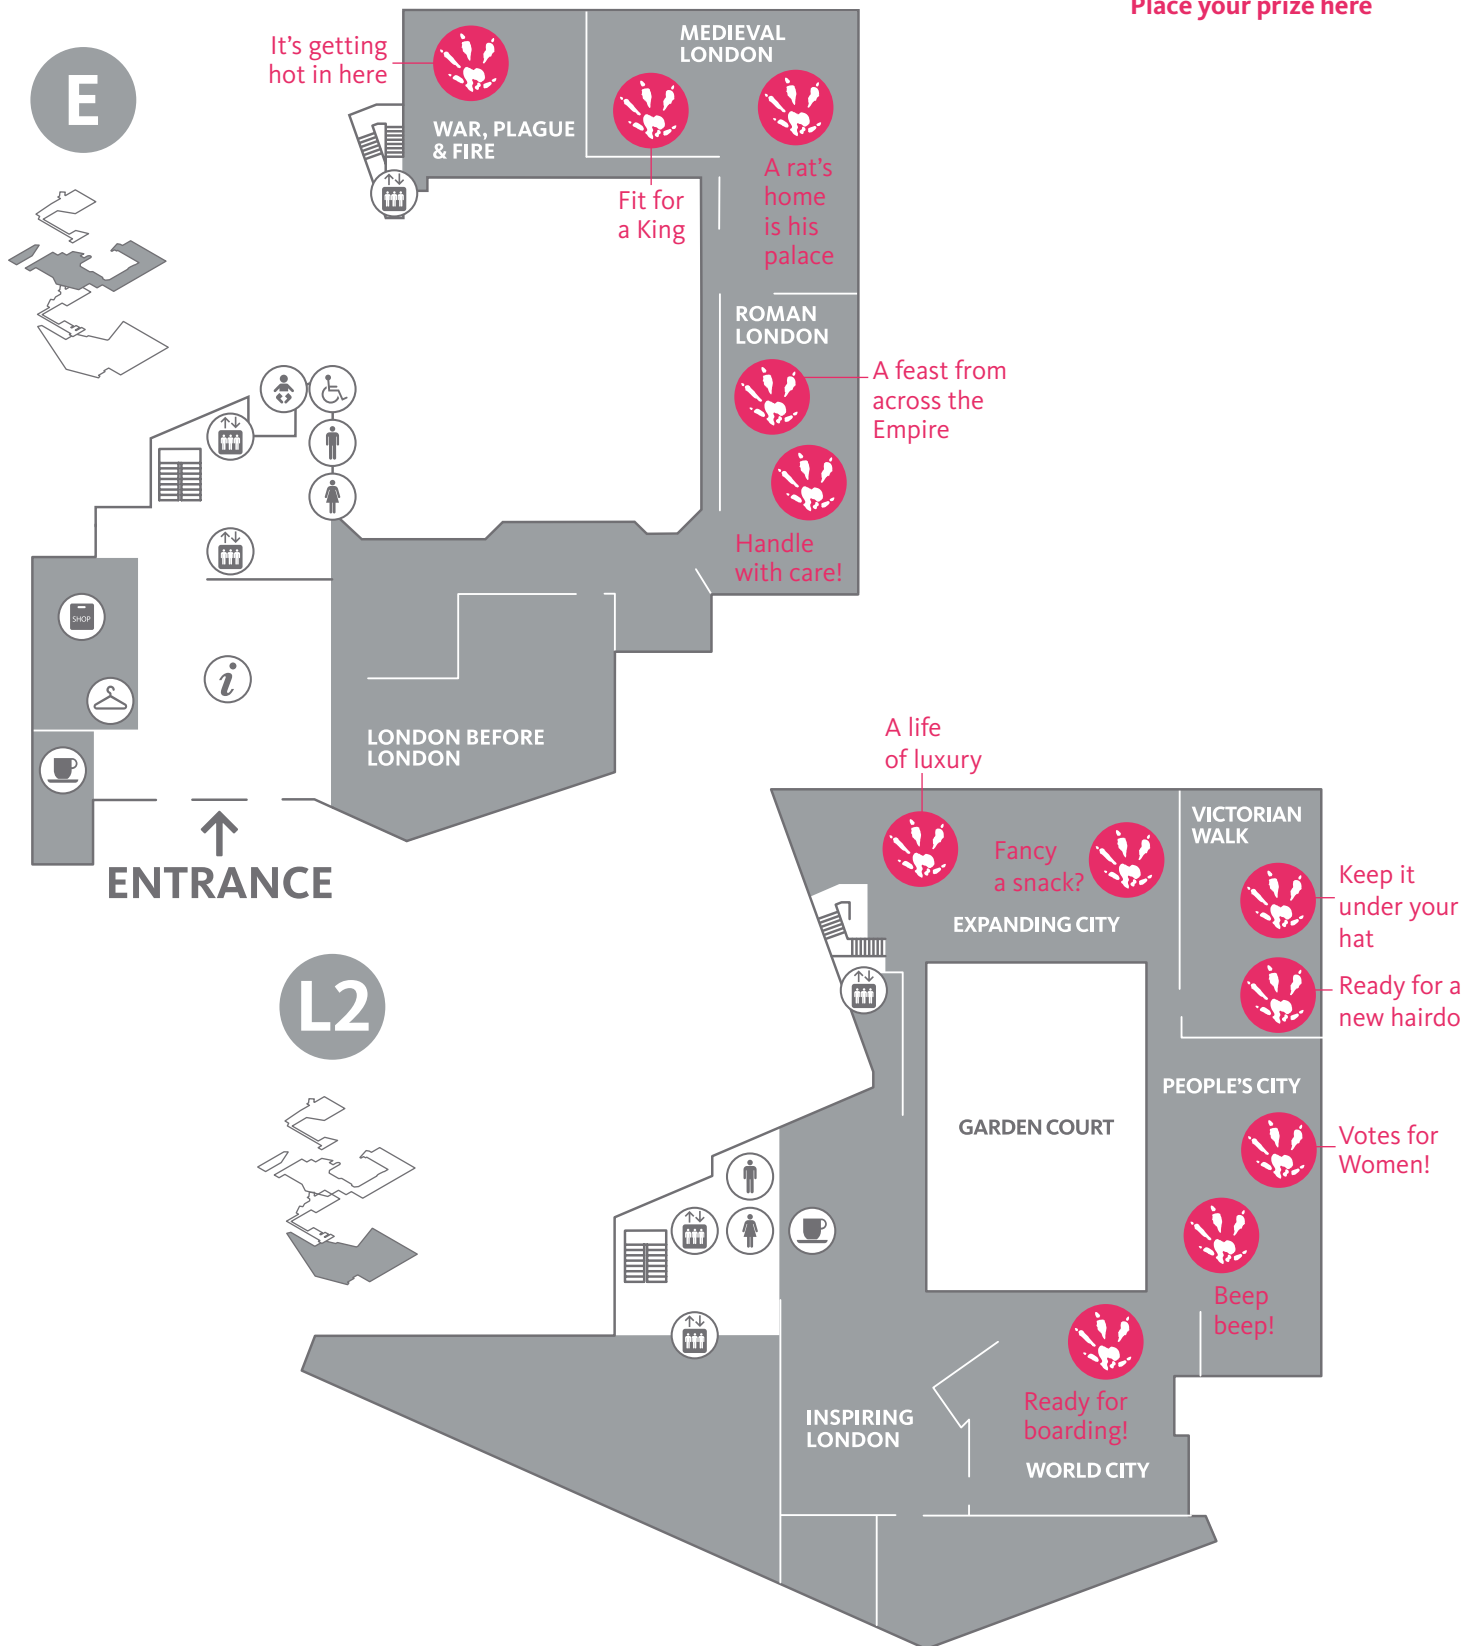 Place your prize here
E
It's getting
hot in here
MEDIEVAL
LONDON
WAR, PLAGUE
& FIRE
Fit for
a King
A rat's
home
is his
palace
ROMAN
LONDON
A feast from
across the
Empire
Handle
with care!
SHOP
i
LONDON BEFORE
LONDON
ENTRANCE
L2
A life
of luxury
Fancy
a snack?
VICTORIAN
WALK
EXPANDING CITY
Keep it
under your
hat
Ready for a
new hairdo
PEOPLE'S CITY
GARDEN COURT
Votes for
Women!
Beep
beep!
Ready for
boarding!
INSPIRING
LONDON
WORLD CITY